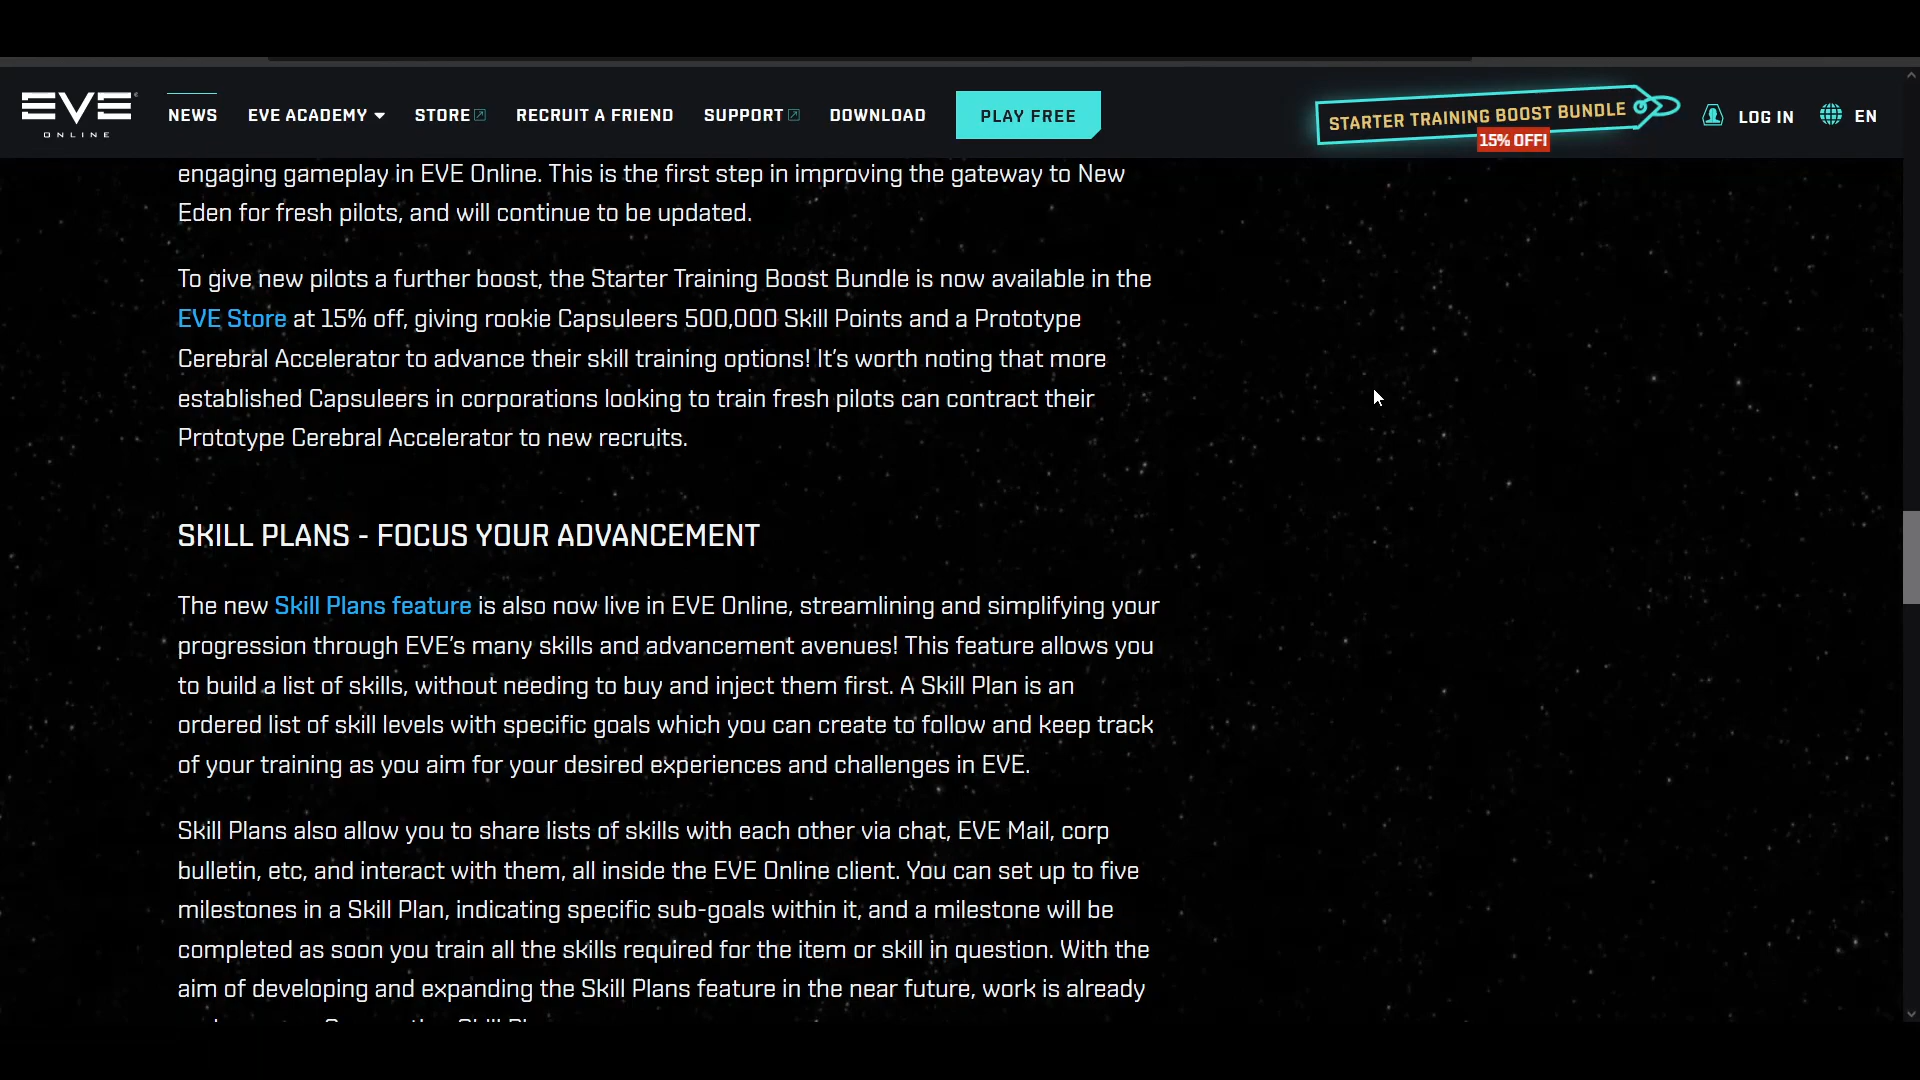 EVE
ONLINE
NEWS
EVE ACADEMY
STORE
RECRUIT A FRIEND
SUPPORT
DOWNLOAD
PLAY FREE
STARTER TRAINING BOOST BUNDLE
15% OFF!
LOG IN
EN
engaging gameplay in EVE Online. This is the first step in improving the gateway to New
Eden for fresh pilots, and will continue to be updated.
To give new pilots a further boost, the Starter Training Boost Bundle is now available in the
EVE Store at 15% off, giving rookie Capsuleers 500,000 Skill Points and a Prototype
Cerebral Accelerator to advance their skill training options! It's worth noting that more
established Capsuleers in corporations looking to train fresh pilots can contract their
Prototype Cerebral Accelerator to new recruits.
SKILL PLANS - FOCUS YOUR ADVANCEMENT
The new Skill Plans feature is also now live in EVE Online, streamlining and simplifying your
progression through EVE's many skills and advancement avenues! This feature allows you
to build a list of skills, without needing to buy and inject them first. A Skill Plan is an
ordered list of skill levels with specific goals which you can create to follow and keep track
of your training as you aim for your desired experiences and challenges in EVE.
Skill Plans also allow you to share lists of skills with each other via chat, EVE Mail, corp
bulletin, etc, and interact with them, all inside the EVE Online client. You can set up to five
milestones in a Skill Plan, indicating specific sub-goals within it, and a milestone will be
completed as soon you train all the skills required for the item or skill in question. With the
aim of developing and expanding the Skill Plans feature in the near future, work is already